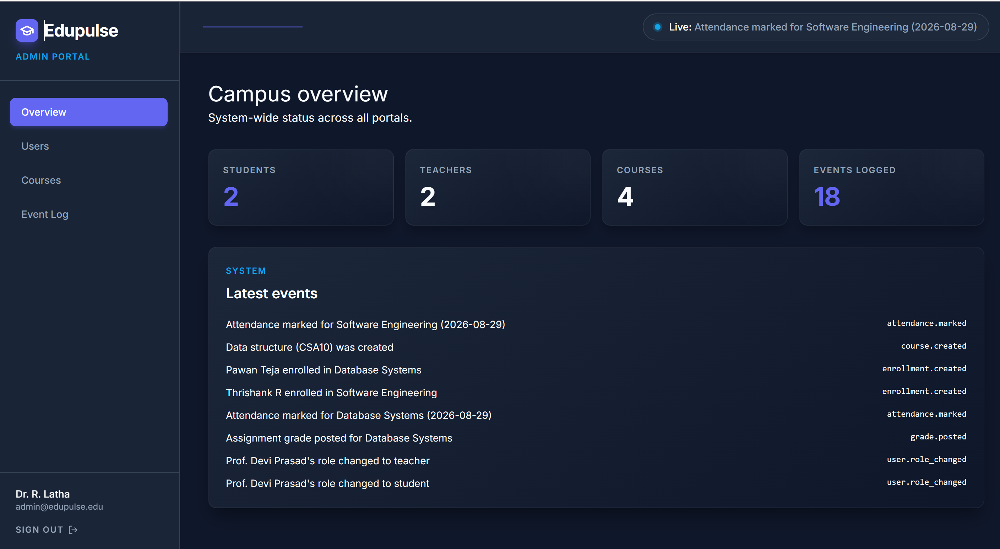 Edupulse
ADMIN PORTAL
Overview
Users
Courses
Event Log
Dr. R. Latha
admin@edupulse.edu
SIGN OUT
Live: Attendance marked for Software Engineering (2026-08-29)
Campus overview
System-wide status across all portals.
STUDENTS
2
TEACHERS
2
COURSES
4
EVENTS LOGGED
18
SYSTEM
Latest events
Attendance marked for Software Engineering (2026-08-29) attendance.marked
Data structure (CSA10) was created course.created
Pawan Teja enrolled in Database Systems enrollment.created
Thrishank R enrolled in Software Engineering enrollment.created
Attendance marked for Database Systems (2026-08-29) attendance.marked
Assignment grade posted for Database Systems grade.posted
Prof. Devi Prasad's role changed to teacher user.role_changed
Prof. Devi Prasad's role changed to student user.role_changed